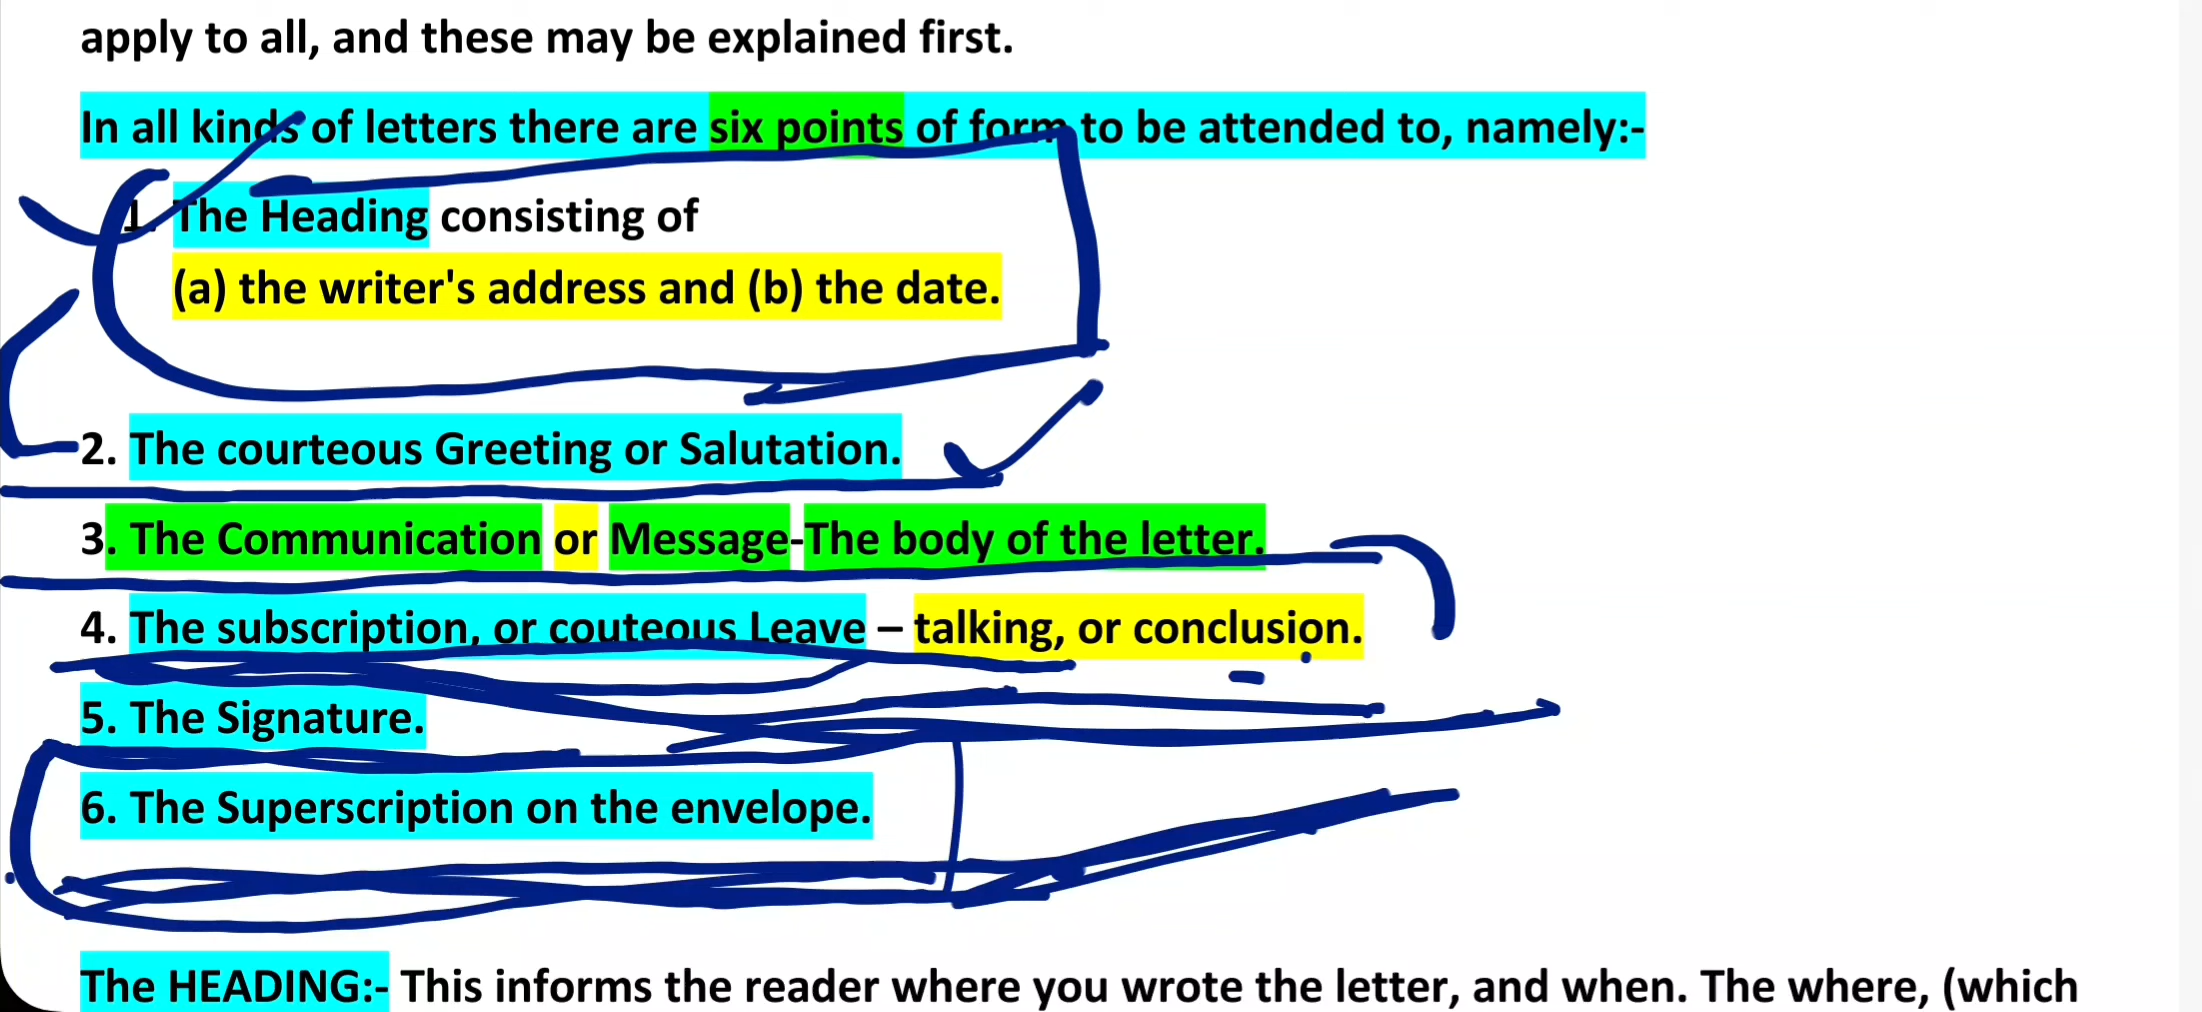 apply to all, and these may be explained first.
In all kinds of letters there are six points of form to be attended to, namely:-
1. The Heading consisting of
(a) the writer's address and (b) the date.
2. The courteous Greeting or Salutation.
3. The Communication or Message-The body of the letter.
4. The subscription, or couteous Leave – talking, or conclusion.
5. The Signature.
6. The Superscription on the envelope.
The HEADING:- This informs the reader where you wrote the letter, and when. The where, (which